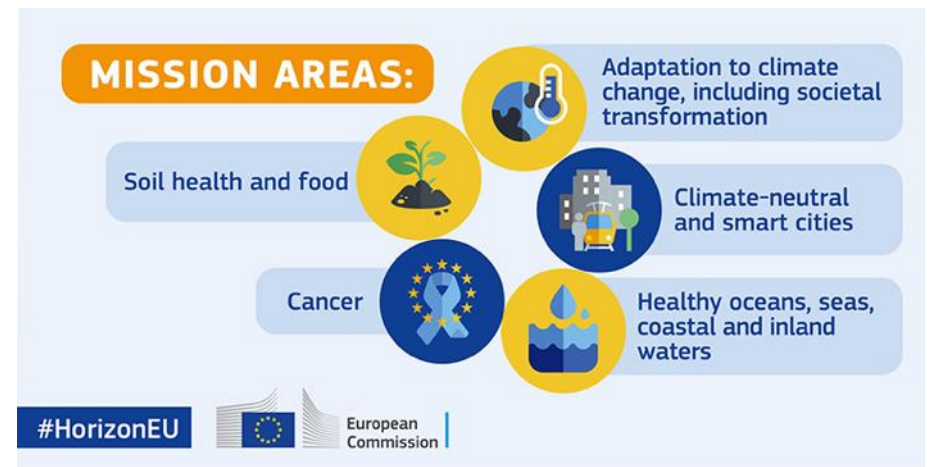 MISSION AREAS:
Adaptation to climate
change, including societal
transformation
Soil health and food
Climate-neutral
and smart cities
Cancer
Healthy oceans, seas,
coastal and inland
waters
#HorizonEU
European
Commission